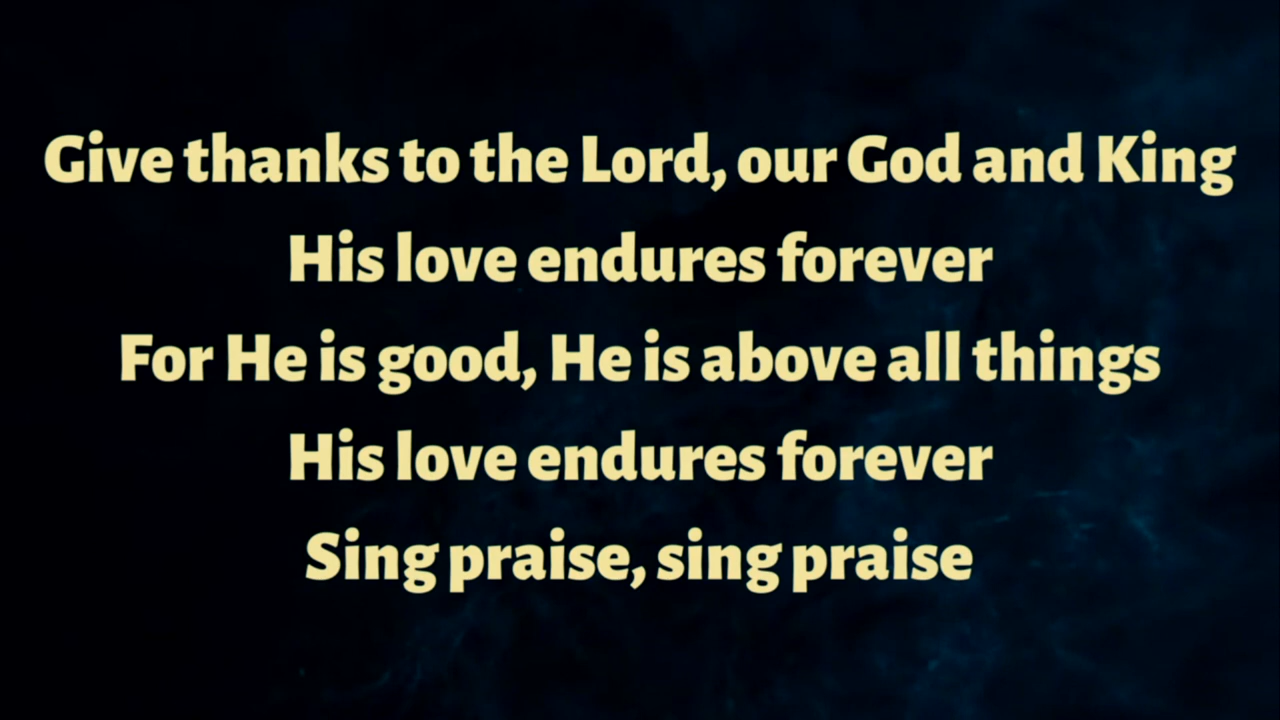 Give thanks to the Lord, our God and King
His love endures forever
For He is good, He is above all things
His love endures forever
Sing praise, sing praise